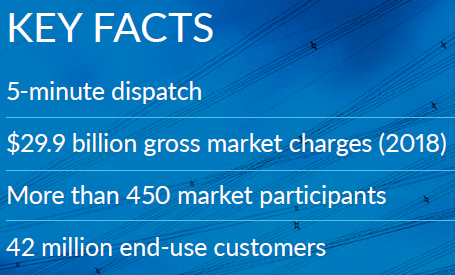 KEY FACTS
5-minute dispatch
$29.9 billion gross market charges (2018)
More than 450 market participants
42 million end-use customers